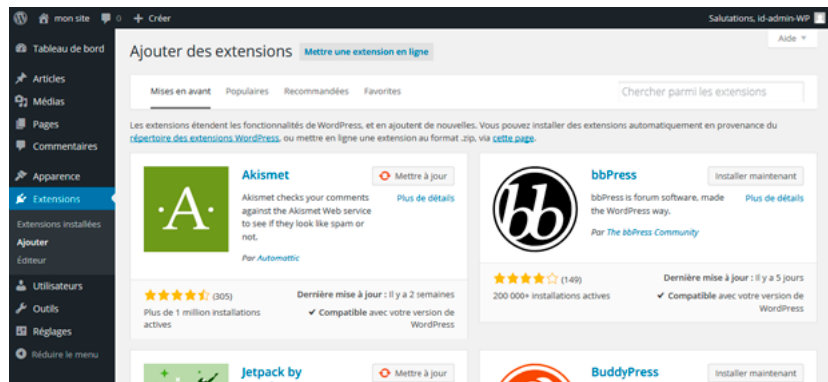 mon site 0 + Créer
Salutations, id-admin-WP
Tableau de bord
Articles
Médias
Pages
Commentaires
Apparence
Extensions
Extensions installées
Ajouter
Éditeur
Utilisateurs
Outils
Réglages
Réduire le menu
Aide
Ajouter des extensions Mettre une extension en ligne
Mises en avant Populaires Recommandées Favorites
Chercher parmi les extensions
Les extensions étendent les fonctionnalités de WordPress, et en ajoutent de nouvelles. Vous pouvez installer des extensions automatiquement en provenance du
répertoire des extensions WordPress, ou mettre en ligne une extension au format .zip, via cette page.
·A·
Akismet
Mettre à jour
Plus de détails
Akismet checks your comments
against the Akismet Web service
to see if they look like spam or
not.
Par Automattic
(305)
Plus de 1 million installations
actives
Dernière mise à jour : Il y a 2 semaines
✔ Compatible avec votre version de
WordPress
bb
bbPress
Installer maintenant
Plus de détails
bbPress is forum software, made
the WordPress way.
Par The bbPress Community
(149)
200 000+ installations actives
Dernière mise à jour : Il y a 5 jours
✔ Compatible avec votre version de
WordPress
Jetpack by
Mettre à jour
BuddyPress
Installer maintenant